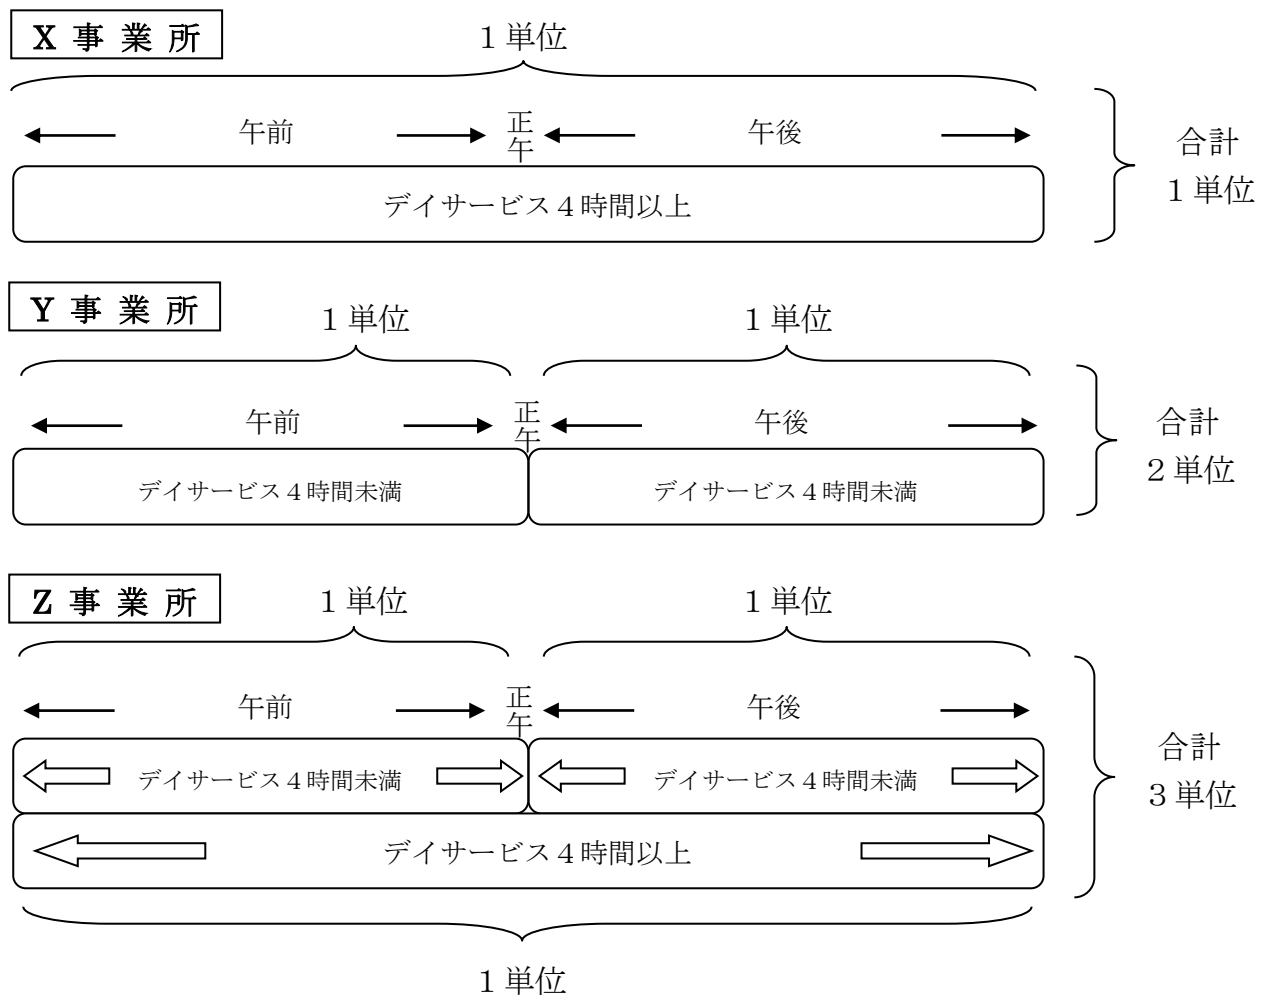 X 事 業 所
１単位
午前
正午
午後
デイサービス４時間以上
合計
１単位
Y 事 業 所
１単位
１単位
午前
正午
午後
デイサービス４時間未満
デイサービス４時間未満
合計
２単位
Z 事 業 所
１単位
１単位
午前
正午
午後
デイサービス４時間未満
デイサービス４時間未満
デイサービス４時間以上
合計
３単位
１単位